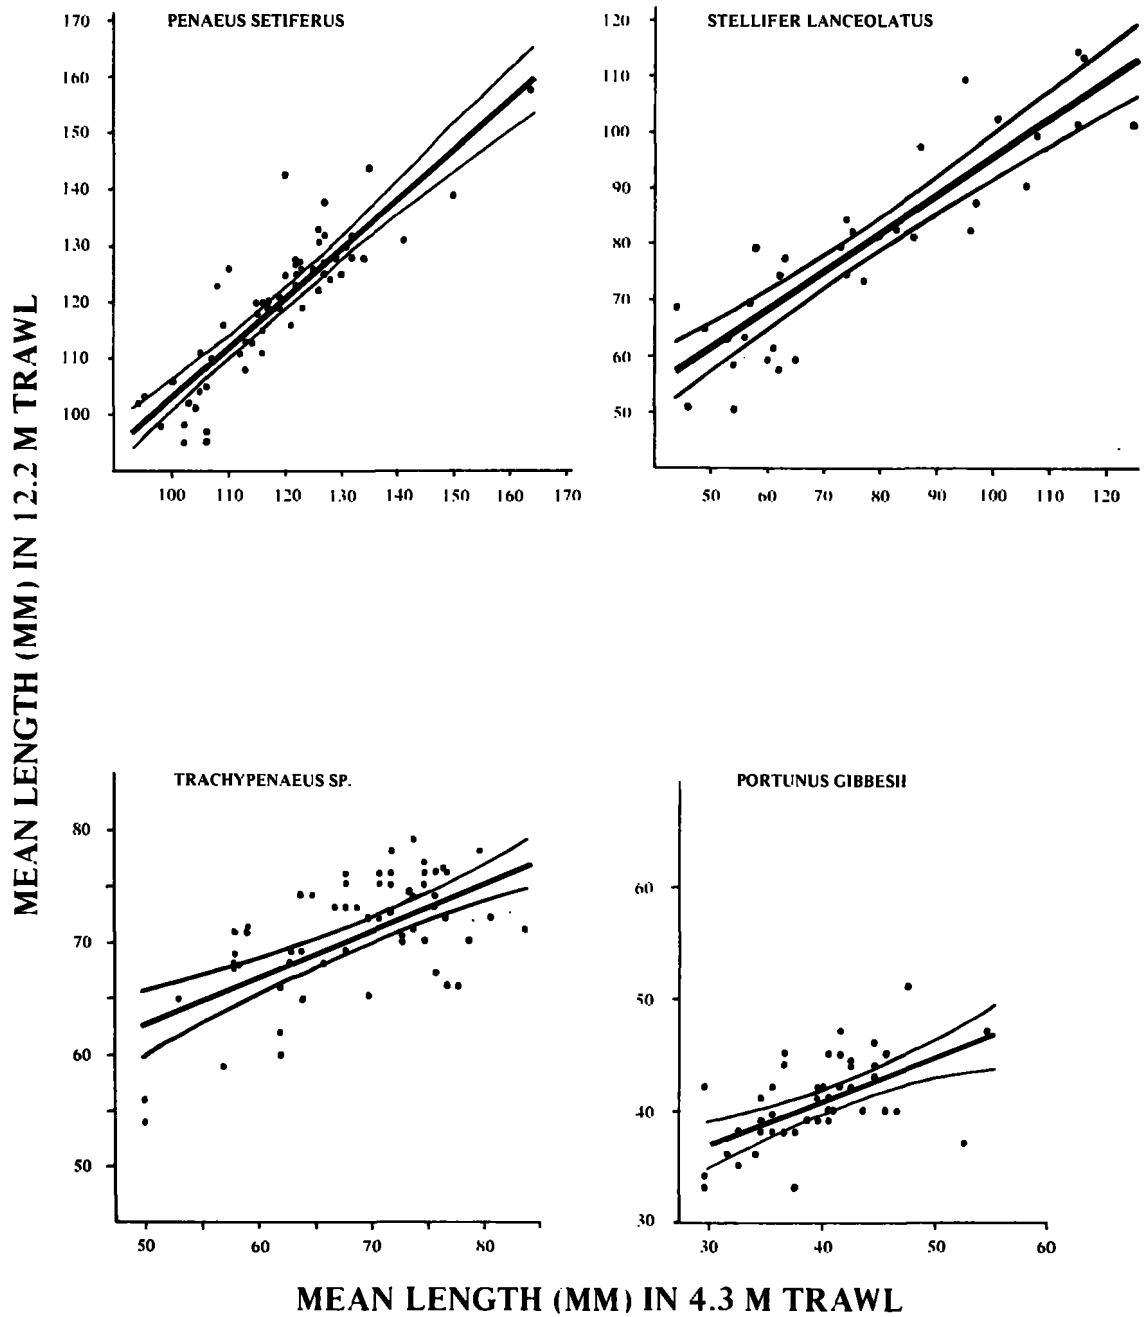 PENAEUS SETIFERUS
170
160
150
140
130
120
110
100
100 110 120 130 140 150 160 170
STELLIFER LANCEOLATUS
120
110
100
90
80
70
60
50
50 60 70 80 90 100 110 120
MEAN LENGTH (MM) IN 12.2 M TRAWL
TRACHYPENAEUS SP.
80
70
60
50
50 60 70 80
PORTUNUS GIBBESII
60
50
40
30
30 40 50 60
MEAN LENGTH (MM) IN 4.3 M TRAWL